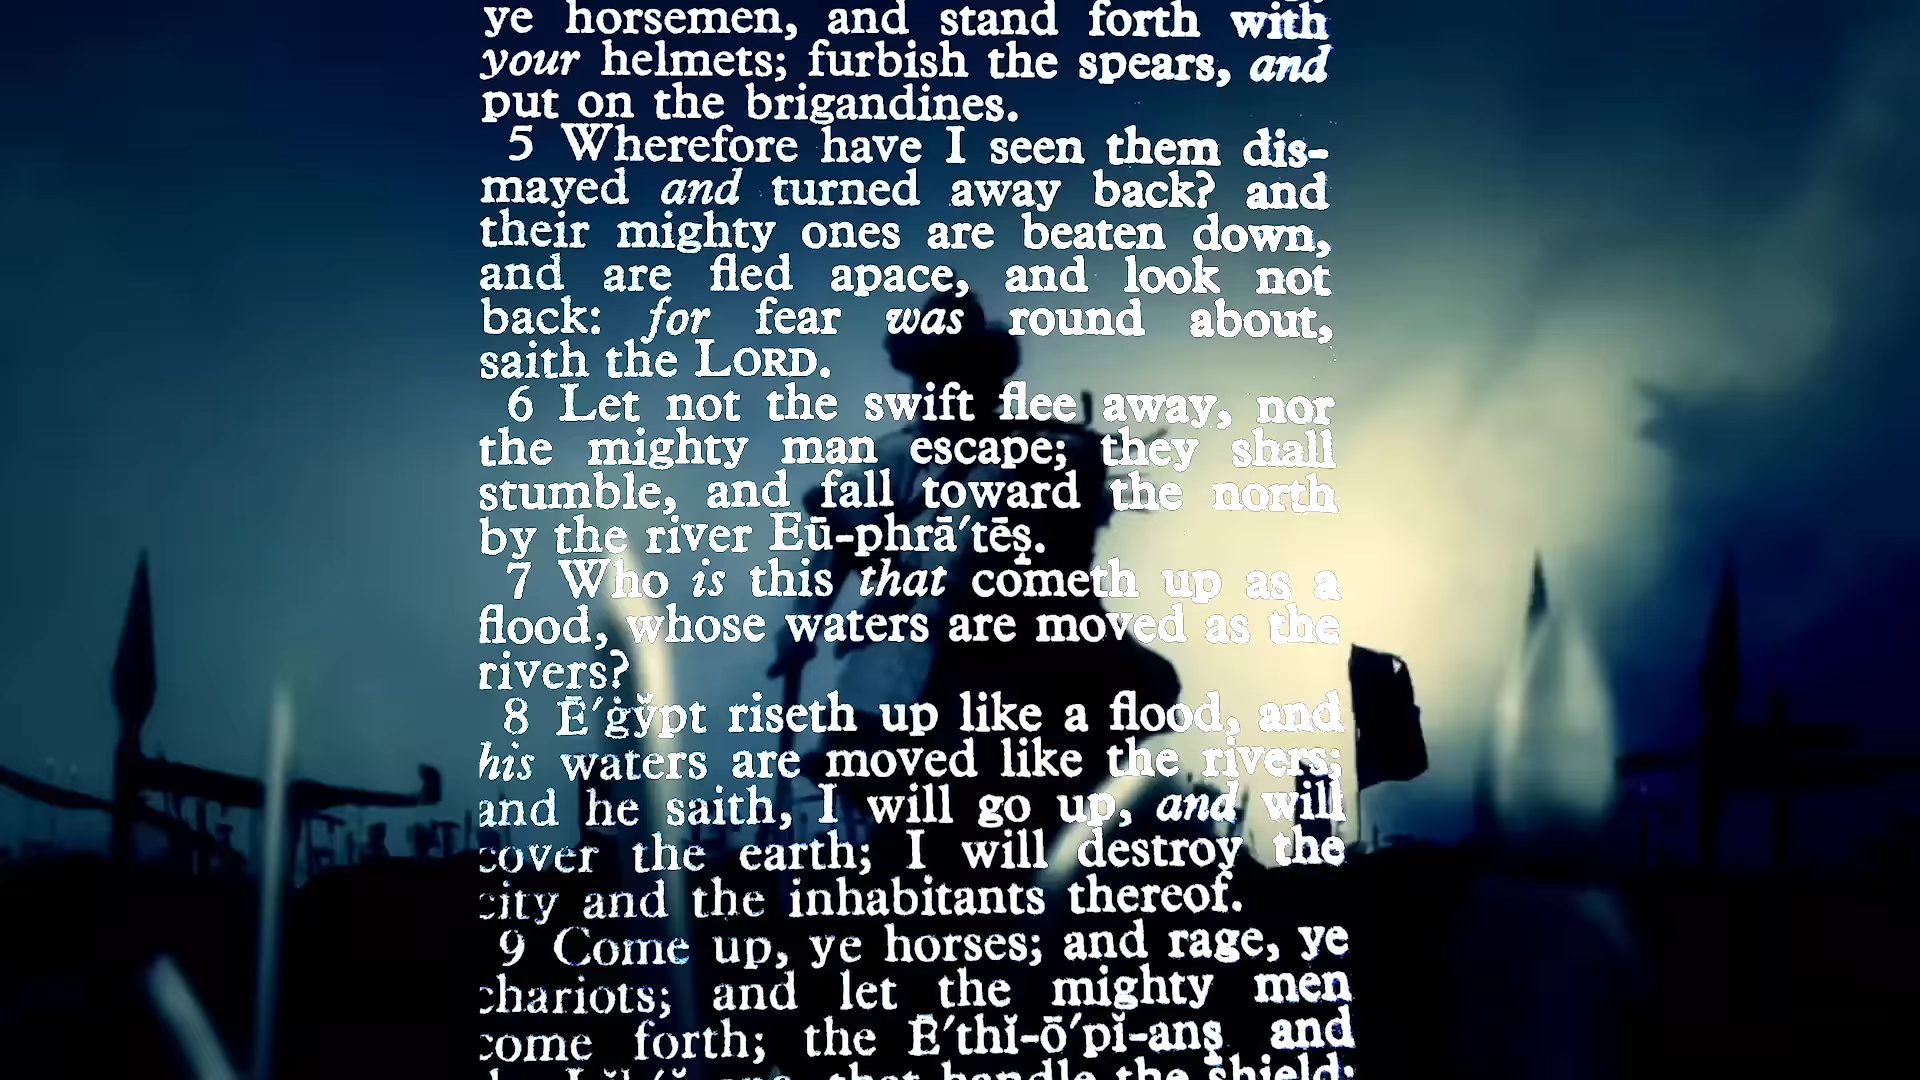 ye horsemen, and stand forth with
your helmets; furbish the spears, and
put on the brigandines.
5 Wherefore have I seen them dis-
mayed and turned away back? and
their mighty ones are beaten down,
and are fled apace, and look not
back: for fear was round about,
saith the LORD.
6 Let not the swift flee away, nor
the mighty man escape; they shall
stumble, and fall toward the north
by the river Eū-phrā′tēş.
7 Who is this that cometh up as a
flood, whose waters are moved as the
rivers?
8 Ē′ġy̆pt riseth up like a flood, and
his waters are moved like the rivers;
and he saith, I will go up, and will
cover the earth; I will destroy the
city and the inhabitants thereof.
9 Come up, ye horses; and rage, ye
chariots; and let the mighty men
come forth; the Ē′thĭ-ō′pĭ-anş and
that handle the shield;